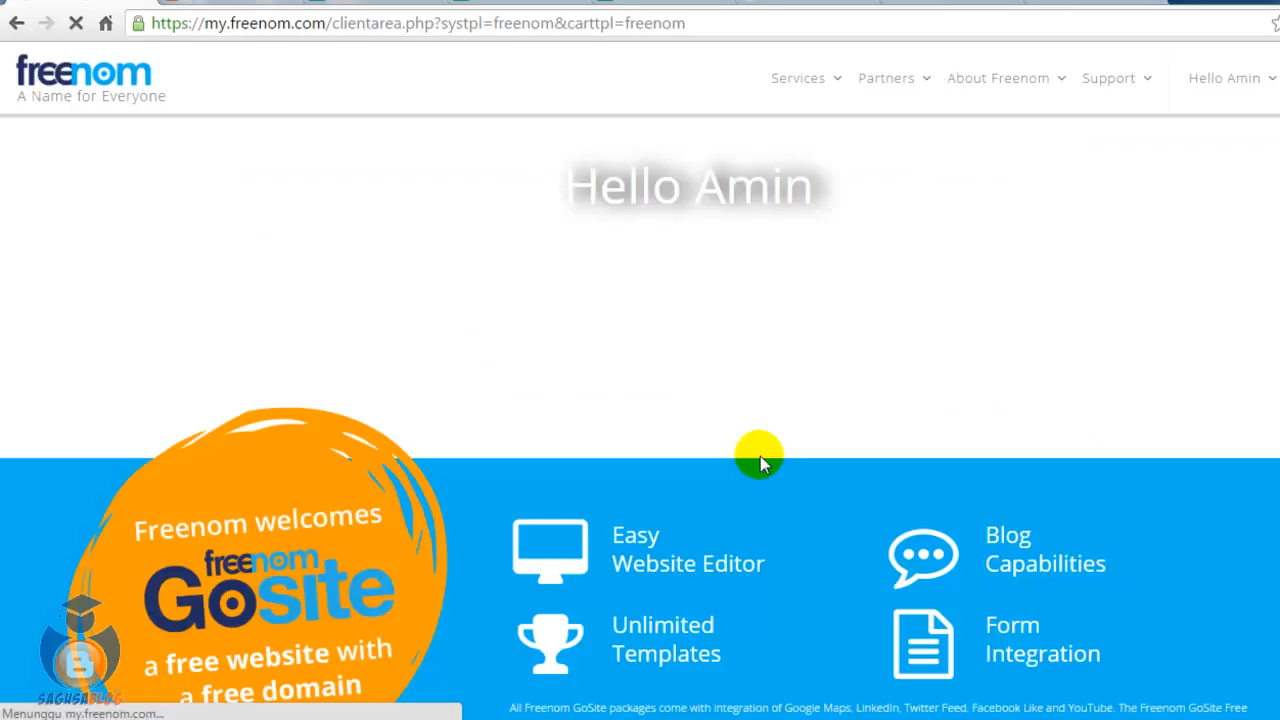 https://my.freenom.com/clientarea.php?systpl=freenom&carttpl=freenom
freenom
A Name for Everyone
Services
Partners
About Freenom
Support
Hello Amin
Hello Amin
Freenom welcomes
freenom
GoSite
a free website with
a free domain
Easy
Website Editor
Blog
Capabilities
Unlimited
Templates
Form
Integration
All Freenom GoSite packages come with integration of Google Maps, LinkedIn, Twitter Feed, Facebook Like and YouTube. The Freenom GoSite Free
SAGUSABLOG
Menunggu my.freenom.com...